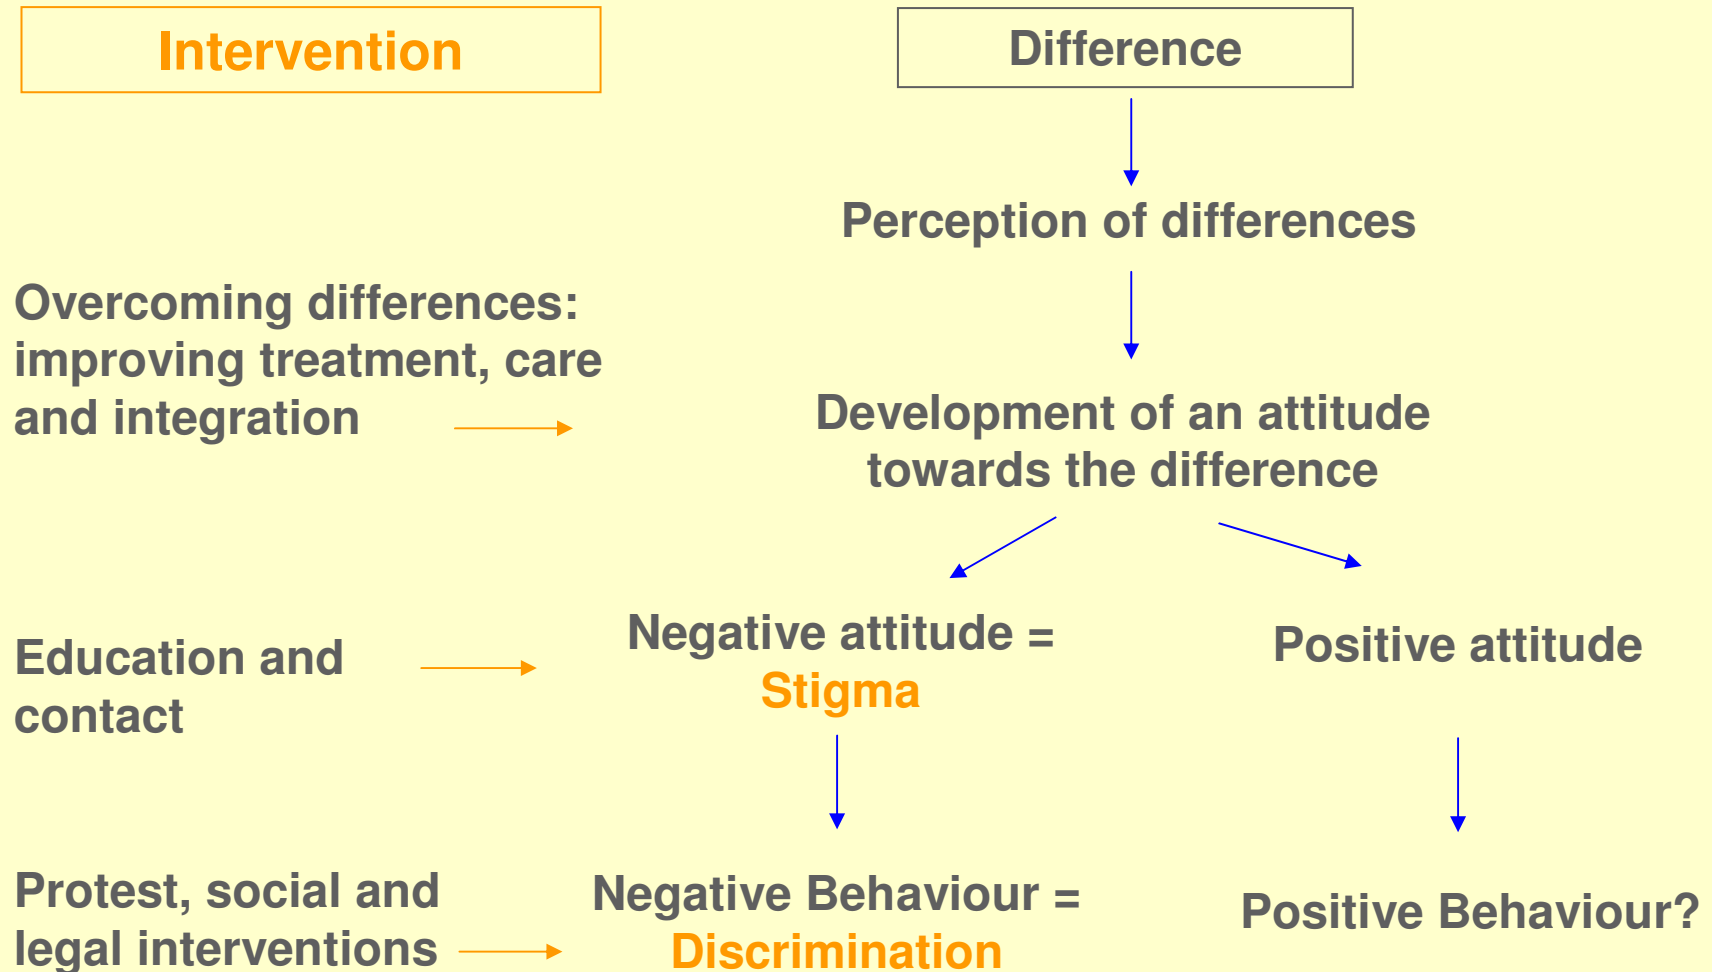 Intervention
Difference
Perception of differences
Overcoming differences:
improving treatment, care
and integration
Development of an attitude
towards the difference
Education and
contact
Negative attitude =
Stigma
Positive attitude
Protest, social and
legal interventions
Negative Behaviour =
Discrimination
Positive Behaviour?